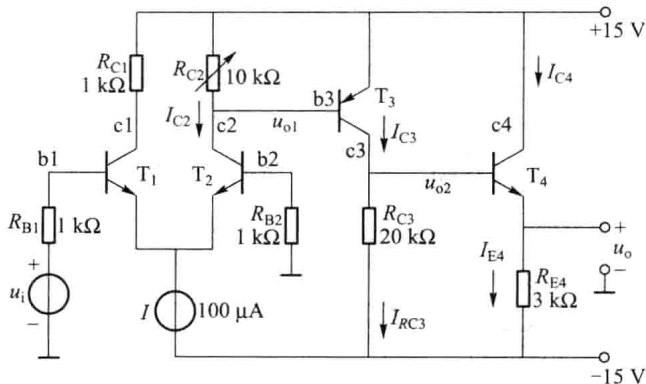 +15 V
R_C1
1 kΩ
R_C2
10 kΩ
I_C4
b3
T_3
I_C2
c1
c2
u_o1
I_C3
c3
c4
b1
T_1
T_2
b2
u_o2
T_4
R_B1
1 kΩ
R_B2
1 kΩ
R_C3
20 kΩ
I_E4
+
u_o
−
R_E4
3 kΩ
+
u_i
−
I
100 μA
I_RC3
−15 V